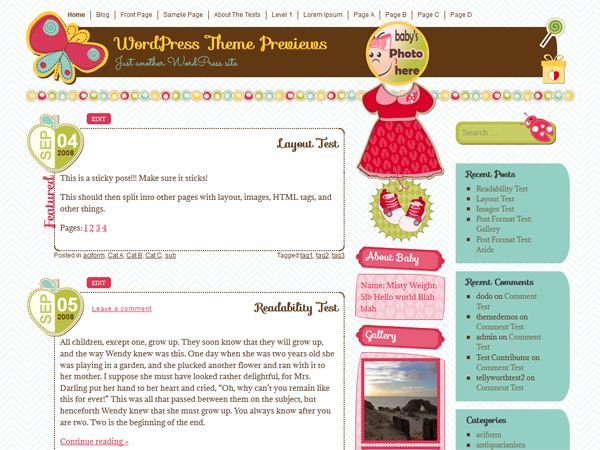 Home Blog Front Page Sample Page About The Tests Level 1 Lorem Ipsum Page A Page B Page C Page D
WordPress Theme Previews
Just another WordPress site
baby's
Photo
here
EDIT
SEP
04
2008
Layout Test
Featured
This is a sticky post!!! Make sure it sticks!
This should then split into other pages with layout, images, HTML tags, and
other things.
Pages: 1 2 3 4
Posted in aciform, Cat A, Cat B, Cat C, sub
Tagged tag1, tag2, tag3
EDIT
SEP
05
2008
Leave a comment
Readability Test
All children, except one, grow up. They soon know that they will grow up,
and the way Wendy knew was this. One day when she was two years old she
was playing in a garden, and she plucked another flower and ran with it to
her mother. I suppose she must have looked rather delightful, for Mrs.
Darling put her hand to her heart and cried, "Oh, why can't you remain like
this for ever!" This was all that passed between them on the subject, but
henceforth Wendy knew that she must grow up. You always know after you
are two. Two is the beginning of the end.
Continue reading »
About Baby
Name: Misty Weight:
5lb Hello world Blah
blah
Gallery
Search ...
Recent Posts
Readability Test
Layout Test
Images Test
Post Format Test:
Gallery
Post Format Test:
Aside
Recent Comments
dodo on Comment
Test
themedemos on
Comment Test
admin on Comment
Test
Test Contributor on
Comment Test
tellyworthtest2 on
Comment Test
Categories
aciform
antiquarianism